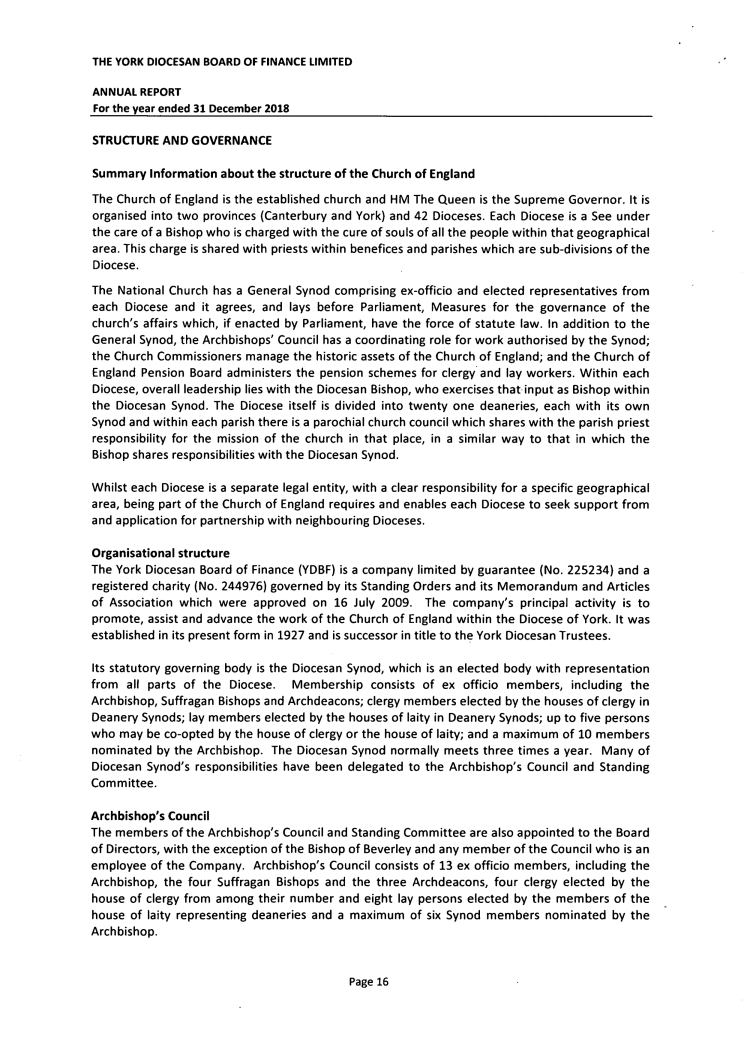 THE YORK DIOCESAN BOARD OF FINANCE LIMITED
ANNUAL REPORT
For the year ended 31 December 2018
STRUCTURE AND GOVERNANCE
Summary Information about the structure of the Church of England
The Church of England is the established church and HM The Queen is the Supreme Governor. It is
organised into two provinces (Canterbury and York) and 42 Dioceses. Each Diocese is a See under
the care of a Bishop who is charged with the cure of souls of all the people within that geographical
area. This charge is shared with priests within benefices and parishes which are sub-divisions of the
Diocese.
The National Church has a General Synod comprising ex-officio and elected representatives from
each Diocese and it agrees, and lays before Parliament, Measures for the governance of the
church's affairs which, if enacted by Parliament, have the force of statute law. In addition to the
General Synod, the Archbishops' Council has a coordinating role for work authorised by the Synod;
the Church Commissioners manage the historic assets of the Church of England; and the Church of
England Pension Board administers the pension schemes for clergy and lay workers. Within each
Diocese, overall leadership lies with the Diocesan Bishop, who exercises that input as Bishop within
the Diocesan Synod. The Diocese itself is divided into twenty one deaneries, each with its own
Synod and within each parish there is a parochial church council which shares with the parish priest
responsibility for the mission of the church in that place, in a similar way to that in which the
Bishop shares responsibilities with the Diocesan Synod.
Whilst each Diocese is a separate legal entity, with a clear responsibility for a specific geographical
area, being part of the Church of England requires and enables each Diocese to seek support from
and application for partnership with neighbouring Dioceses.
Organisational structure
The York Diocesan Board of Finance (YDBF) is a company limited by guarantee (No. 225234) and a
registered charity (No. 244976) governed by its Standing Orders and its Memorandum and Articles
of Association which were approved on 16 July 2009. The company's principal activity is to
promote, assist and advance the work of the Church of England within the Diocese of York. It was
established in its present form in 1927 and is successor in title to the York Diocesan Trustees.
Its statutory governing body is the Diocesan Synod, which is an elected body with representation
from all parts of the Diocese. Membership consists of ex officio members, including the
Archbishop, Suffragan Bishops and Archdeacons; clergy members elected by the houses of clergy in
Deanery Synods; lay members elected by the houses of laity in Deanery Synods; up to five persons
who may be co-opted by the house of clergy or the house of laity; and a maximum of 10 members
nominated by the Archbishop. The Diocesan Synod normally meets three times a year. Many of
Diocesan Synod's responsibilities have been delegated to the Archbishop's Council and Standing
Committee.
Archbishop's Council
The members of the Archbishop's Council and Standing Committee are also appointed to the Board
of Directors, with the exception of the Bishop of Beverley and any member of the Council who is an
employee of the Company. Archbishop's Council consists of 13 ex officio members, including the
Archbishop, the four Suffragan Bishops and the three Archdeacons, four clergy elected by the
house of clergy from among their number and eight lay persons elected by the members of the
house of laity representing deaneries and a maximum of six Synod members nominated by the
Archbishop.
Page 16